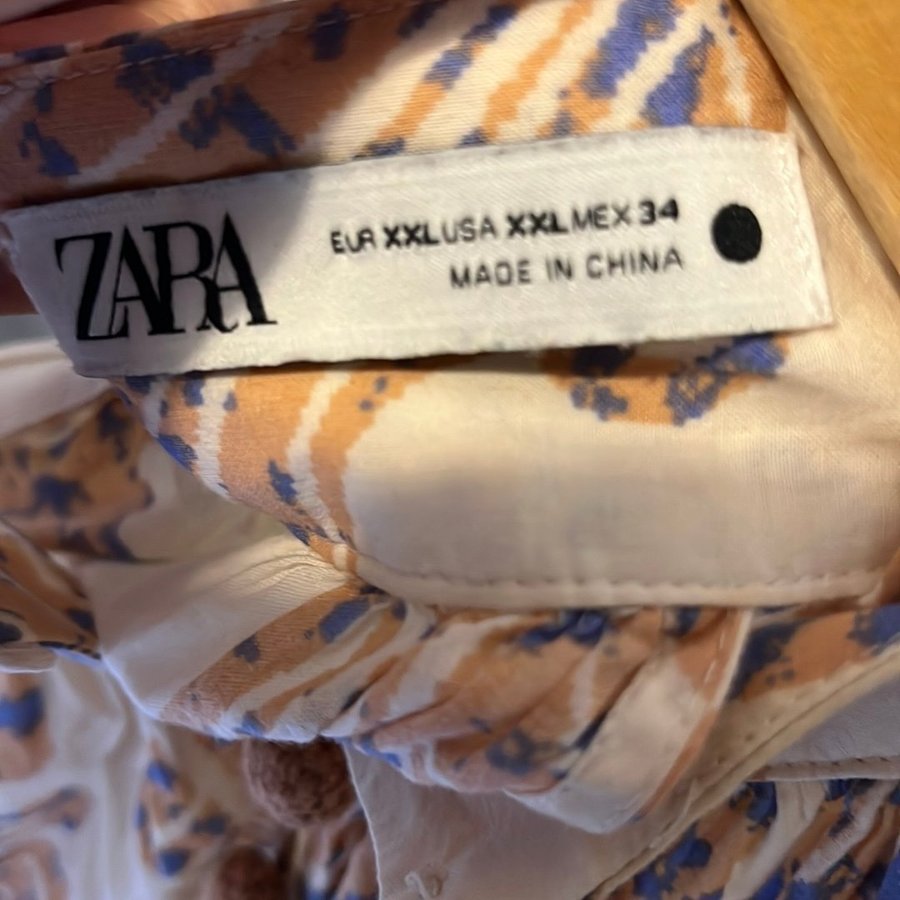 ZARA
EUR XXL USA XXL MEX 34
MADE IN CHINA